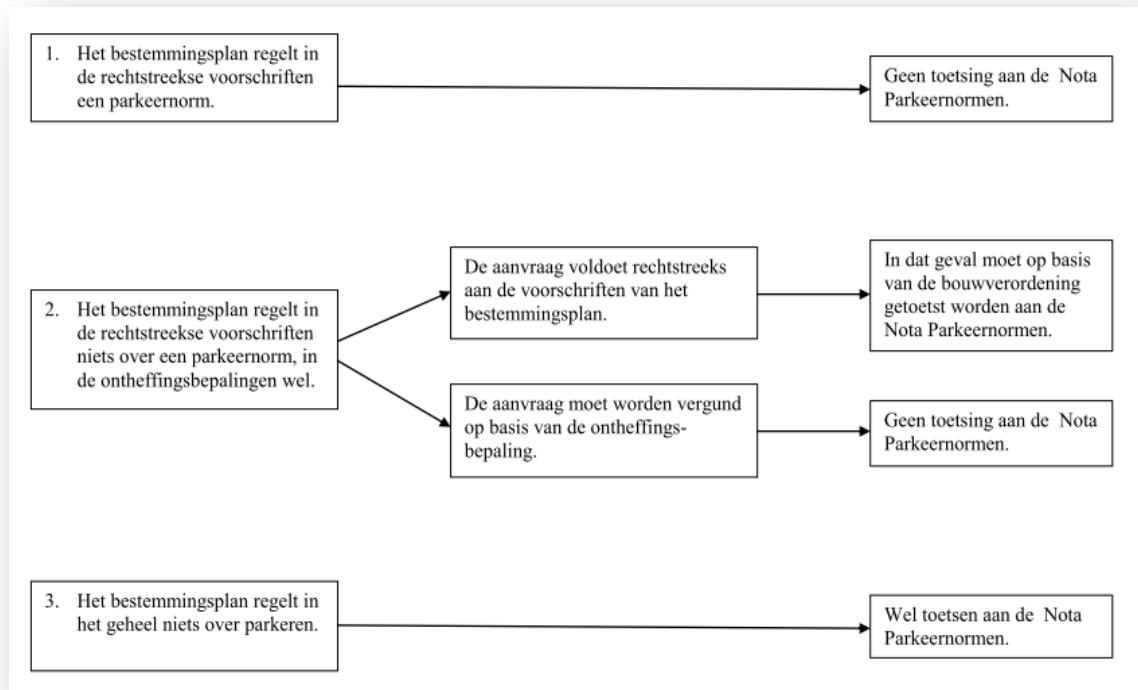 1. Het bestemmingsplan regelt in
de rechtstreekse voorschriften
een parkeernorm.
Geen toetsing aan de Nota
Parkeernormen.
2. Het bestemmingsplan regelt in
de rechtstreekse voorschriften
niets over een parkeernorm, in
de ontheffingsbepalingen wel.
De aanvraag voldoet rechtstreeks
aan de voorschriften van het
bestemmingsplan.
In dat geval moet op basis
van de bouwverordening
getoetst worden aan de
Nota Parkeernormen.
De aanvraag moet worden vergund
op basis van de ontheffings-
bepaling.
Geen toetsing aan de Nota
Parkeernormen.
3. Het bestemmingsplan regelt in
het geheel niets over parkeren.
Wel toetsen aan de Nota
Parkeernormen.